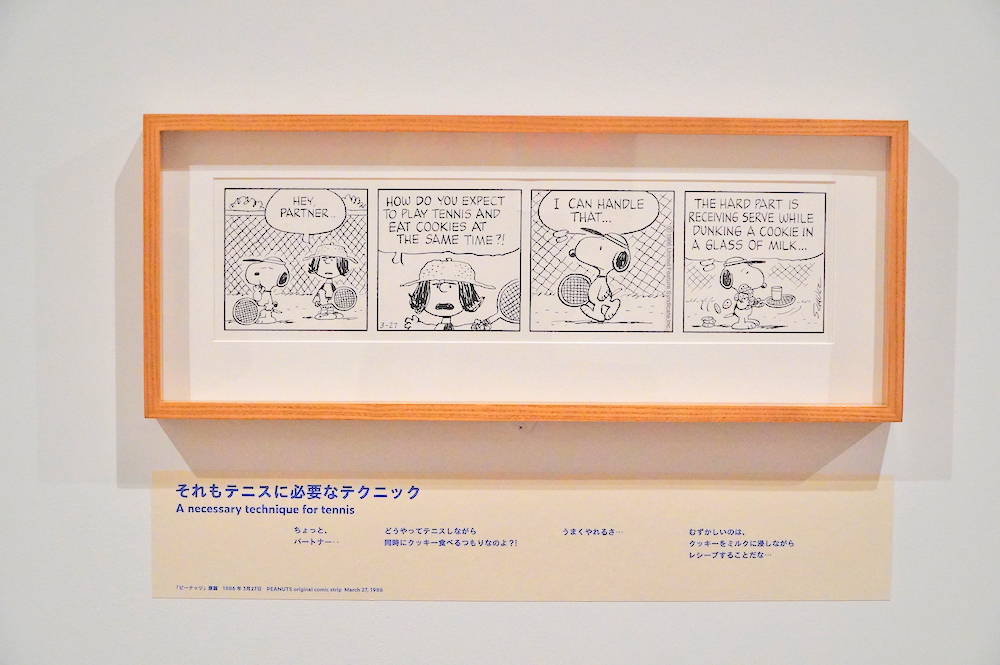 HEY,
PARTNER...
HOW DO YOU EXPECT
TO PLAY TENNIS AND
EAT COOKIES AT
THE SAME TIME?!
3-27
I CAN HANDLE
THAT...
THE HARD PART IS
RECEIVING SERVE WHILE
DUNKING A COOKIE IN
A GLASS OF MILK...
SCHULZ
それもテニスに必要なテクニック
A necessary technique for tennis
ちょっと、
パートナー‥
どうやってテニスしながら
同時にクッキー食べるつもりなのよ?!
うまくやれるさ…
むずかしいのは、
クッキーをミルクに浸しながら
レシーブすることだな…
「ピーナッツ」原画 1986年3月27日 PEANUTS original comic strip March 27, 1986